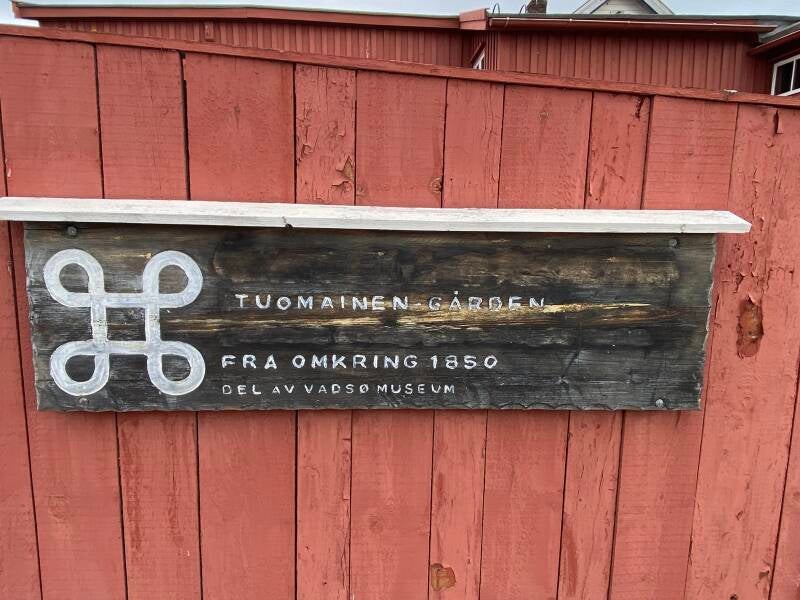 TUOMAINEN-GÅRDEN
FRA OMKRING 1850
DEL AV VADSØ MUSEUM